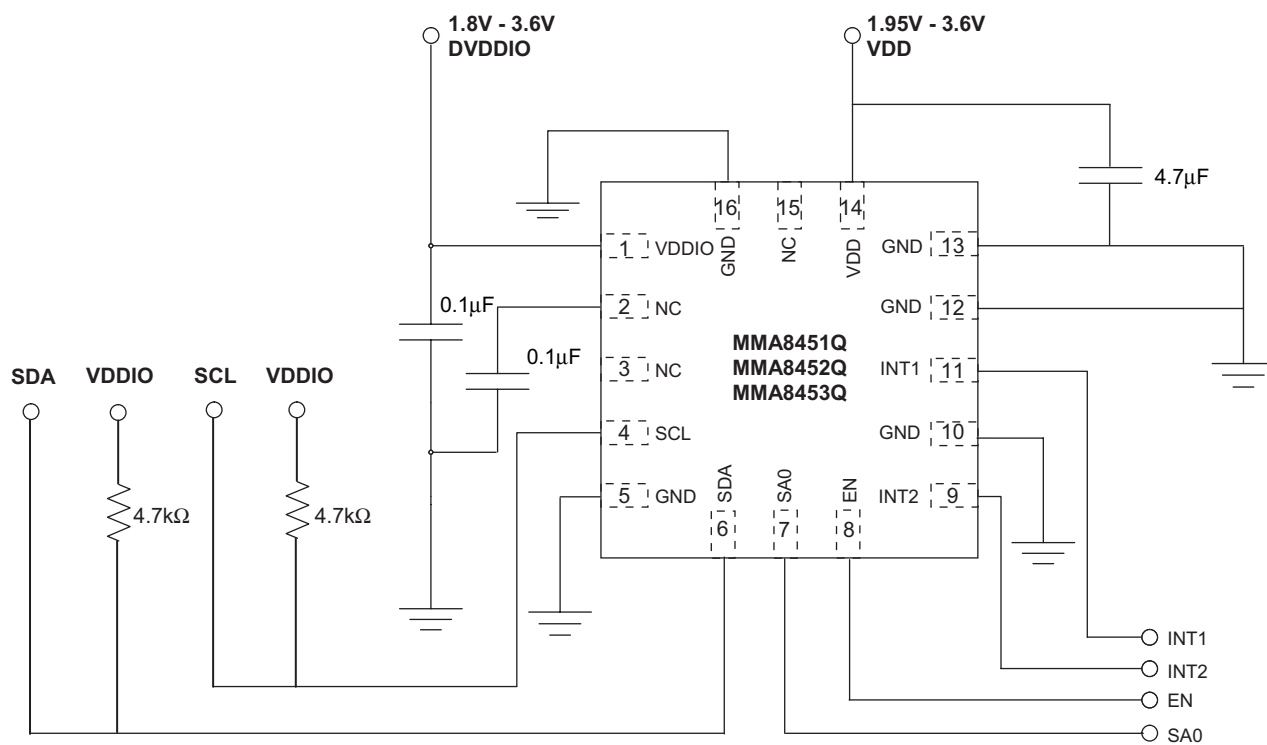 1.8V - 3.6V
DVDDIO
1.95V - 3.6V
VDD
4.7µF
16
15
14
GND
NC
VDD
1 VDDIO
GND 13
0.1µF
2 NC
GND 12
0.1µF
3 NC
MMA8451Q
MMA8452Q
MMA8453Q
INT1 11
SDA VDDIO SCL VDDIO
4 SCL
GND 10
5 GND
SDA
SA0
EN
INT2 9
6
7
8
4.7kΩ
4.7kΩ
INT1
INT2
EN
SA0